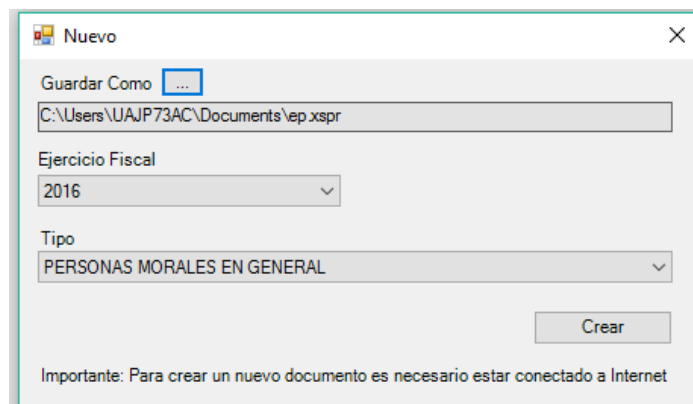 Nuevo
Guardar Como ...
C:\Users\UAJP73AC\Documents\ep.xspr
Ejercicio Fiscal
2016
Tipo
PERSONAS MORALES EN GENERAL
Crear
Importante: Para crear un nuevo documento es necesario estar conectado a Internet